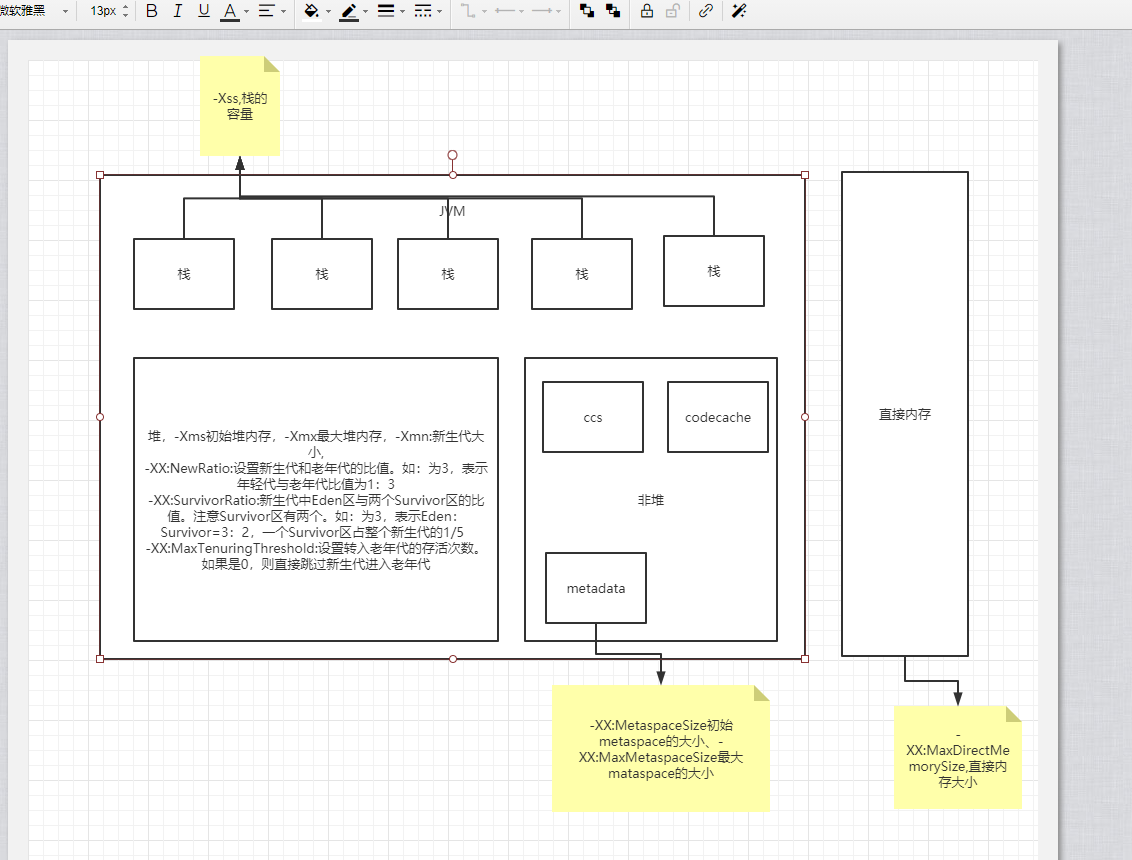 微软雅黑 13px B I U A
-Xss,栈的
容量
JVM
栈 栈 栈 栈 栈
堆，-Xms初始堆内存，-Xmx最大堆内存，-Xmn:新生代大
小,
-XX:NewRatio:设置新生代和老年代的比值。如：为3，表示
年轻代与老年代比值为1：3
-XX:SurvivorRatio:新生代中Eden区与两个Survivor区的比
值。注意Survivor区有两个。如：为3，表示Eden：
Survivor=3：2，一个Survivor区占整个新生代的1/5
-XX:MaxTenuringThreshold:设置转入老年代的存活次数。
如果是0，则直接跳过新生代进入老年代
ccs
codecache
非堆
metadata
直接内存
-XX:MetaspaceSize初始
metaspace的大小、-
XX:MaxMetaspaceSize最大
mataspace的大小
-
XX:MaxDirectMe
morySize,直接内
存大小